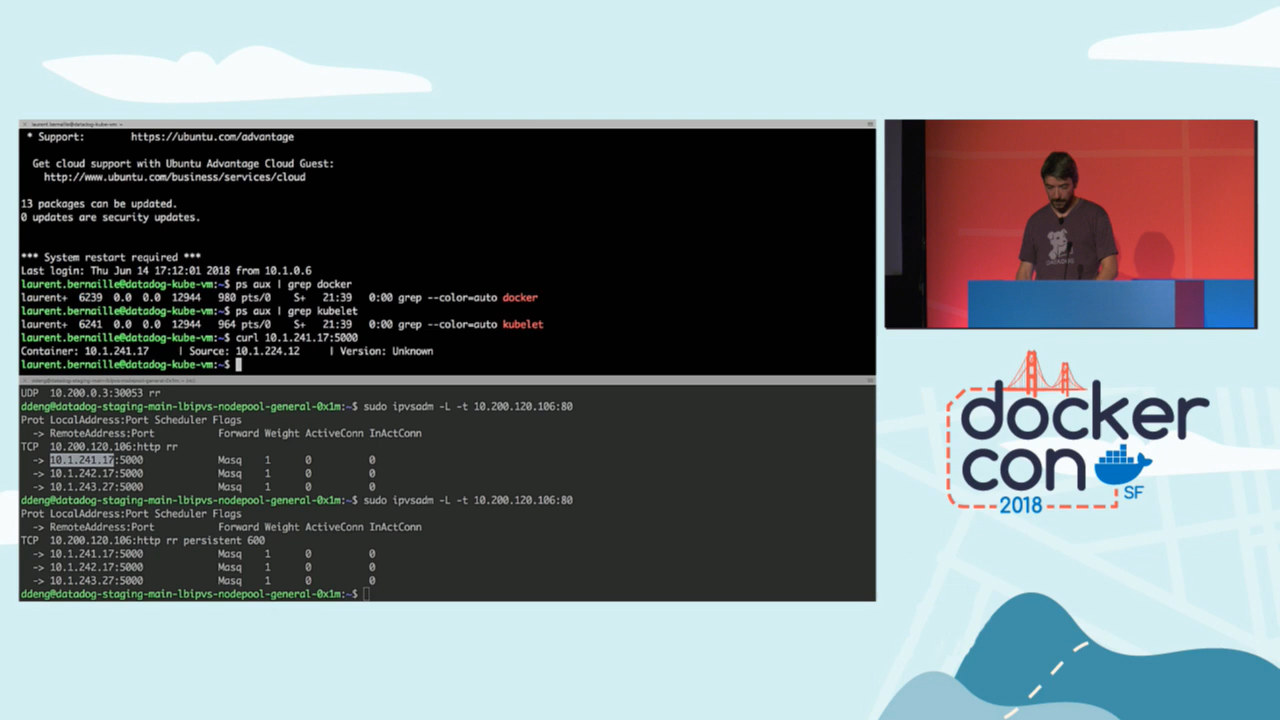 laurent.bernaille@datadog-kube-vm:~
* Support: https://ubuntu.com/advantage
Get cloud support with Ubuntu Advantage Cloud Guest:
http://www.ubuntu.com/business/services/cloud
13 packages can be updated.
0 updates are security updates.
*** System restart required ***
Last login: Thu Jun 14 17:12:01 2018 from 10.1.0.6
laurent.bernaille@datadog-kube-vm:~$ ps aux | grep docker
laurent+ 6239 0.0 0.0 12944 980 pts/0 S+ 21:39 0:00 grep --color=auto docker
laurent.bernaille@datadog-kube-vm:~$ ps aux | grep kubelet
laurent+ 6241 0.0 0.0 12944 964 pts/0 S+ 21:39 0:00 grep --color=auto kubelet
laurent.bernaille@datadog-kube-vm:~$ curl 10.1.241.17:5000
Container: 10.1.241.17 | Source: 10.1.224.12 | Version: Unknown
laurent.bernaille@datadog-kube-vm:~$
UDP 10.200.0.3:30053 rr
ddeng@datadog-staging-main-lbipvs-nodepool-general-0x1m:~$ sudo ipvsadm -L -t 10.200.120.106:80
Prot LocalAddress:Port Scheduler Flags
-> RemoteAddress:Port Forward Weight ActiveConn InActConn
TCP 10.200.120.106:http rr
-> 10.1.241.17:5000 Masq 1 0 0
-> 10.1.242.17:5000 Masq 1 0 0
-> 10.1.243.27:5000 Masq 1 0 0
ddeng@datadog-staging-main-lbipvs-nodepool-general-0x1m:~$ sudo ipvsadm -L -t 10.200.120.106:80
Prot LocalAddress:Port Scheduler Flags
-> RemoteAddress:Port Forward Weight ActiveConn InActConn
TCP 10.200.120.106:http rr persistent 600
-> 10.1.241.17:5000 Masq 1 0 0
-> 10.1.242.17:5000 Masq 1 0 0
-> 10.1.243.27:5000 Masq 1 0 0
ddeng@datadog-staging-main-lbipvs-nodepool-general-0x1m:~$
DATADOG
docker
con
SF
2018